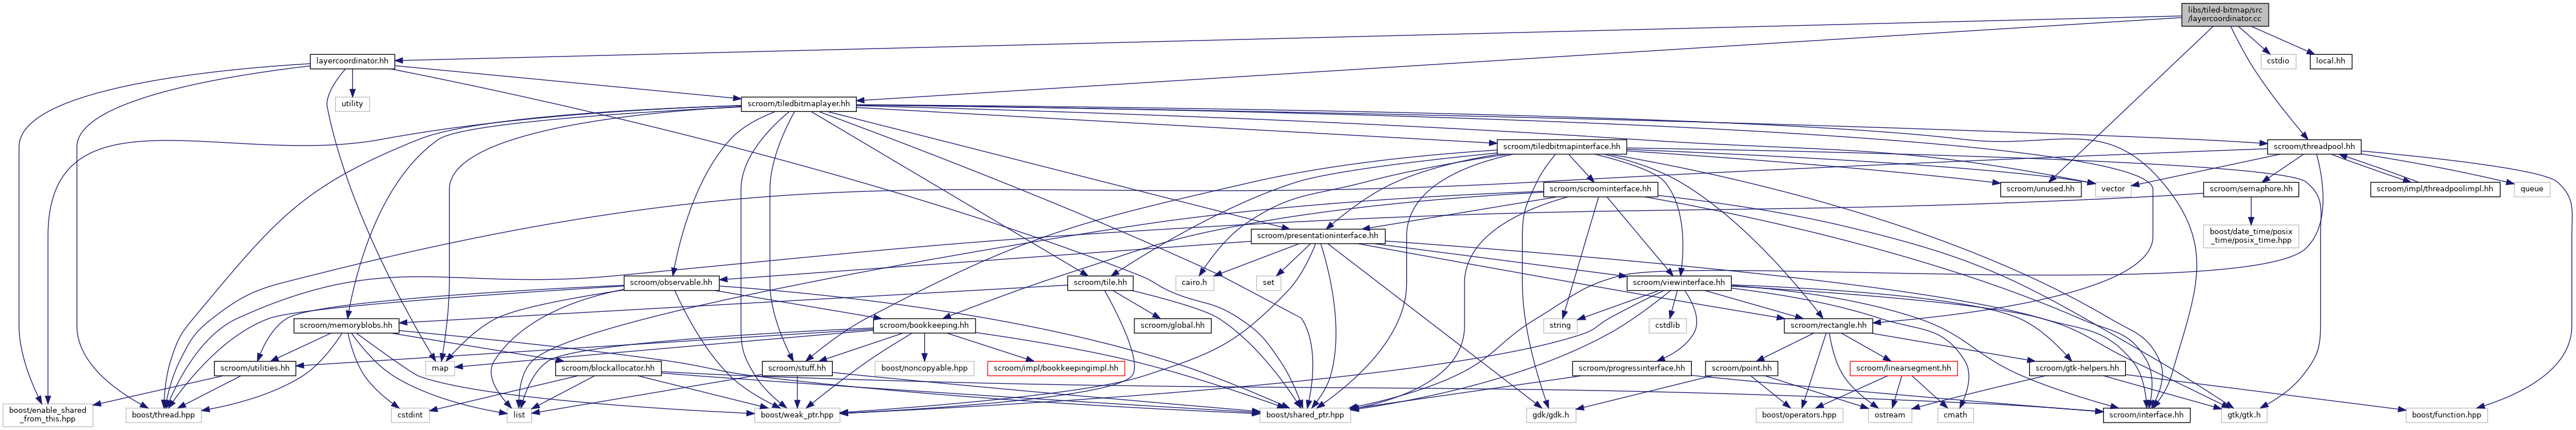 libs/tiled-bitmap/src
/layercoordinator.cc
layercoordinator.hh
cstdio
local.hh
utility
scroom/tiledbitmaplayer.hh
scroom/tiledbitmapinterface.hh
scroom/threadpool.hh
scroom/scroominterface.hh
scroom/unused.hh
vector
scroom/semaphore.hh
scroom/impl/threadpoolimpl.hh
queue
scroom/presentationinterface.hh
boost/date_time/posix
_time/posix_time.hpp
scroom/observable.hh
scroom/tile.hh
cairo.h
set
scroom/viewinterface.hh
scroom/memoryblobs.hh
scroom/bookkeeping.hh
scroom/global.hh
string
cstdlib
scroom/rectangle.hh
scroom/utilities.hh
map
scroom/blockallocator.hh
scroom/stuff.hh
boost/noncopyable.hpp
scroom/impl/bookkeepingimpl.hh
scroom/progressinterface.hh
scroom/point.hh
scroom/linearsegment.hh
scroom/gtk-helpers.hh
boost/enable_shared
_from_this.hpp
boost/thread.hpp
cstdint
list
boost/weak_ptr.hpp
boost/shared_ptr.hpp
gdk/gdk.h
boost/operators.hpp
ostream
cmath
scroom/interface.hh
gtk/gtk.h
boost/function.hpp